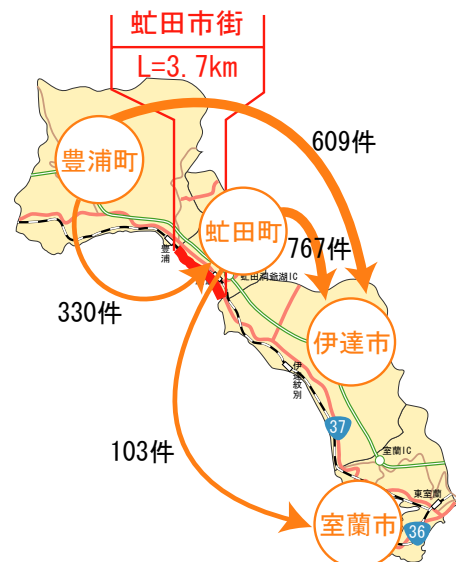 虻田市街
L=3.7km
609件
豊浦町
虻田町
767件
豊浦
虻田洞爺湖IC
330件
伊達市
伊達紋別
37
103件
室蘭IC
東室蘭
室蘭市
36